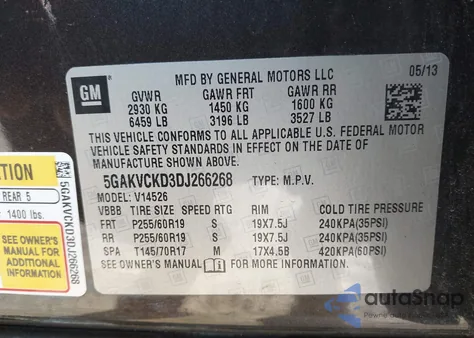 GM
MFD BY GENERAL MOTORS LLC
05/13
GVWR GAWR FRT GAWR RR
2930 KG 1450 KG 1600 KG
6459 LB 3196 LB 3527 LB
THIS VEHICLE CONFORMS TO ALL APPLICABLE U.S. FEDERAL MOTOR
VEHICLE SAFETY STANDARDS IN EFFECT ON THE DATE OF
MANUFACTURE SHOWN ABOVE.
5GAKVCKD3DJ266268 TYPE: M.P.V.
MODEL: V14526
VBBB TIRE SIZE SPEED RTG RIM COLD TIRE PRESSURE
FRT P255/60R19 S 19X7.5J 240KPA(35PSI)
RR P255/60R19 S 19X7.5J 240KPA(35PSI)
SPA T145/70R17 M 17X4.5B 420KPA(60PSI)
SEE OWNER'S MANUAL FOR MORE INFORMATION
TION
REAR 5
1400 lbs.
SEE OWNER'S
MANUAL FOR
ADDITIONAL
INFORMATION
5GAKVCKD3DJ266268
autoSnap